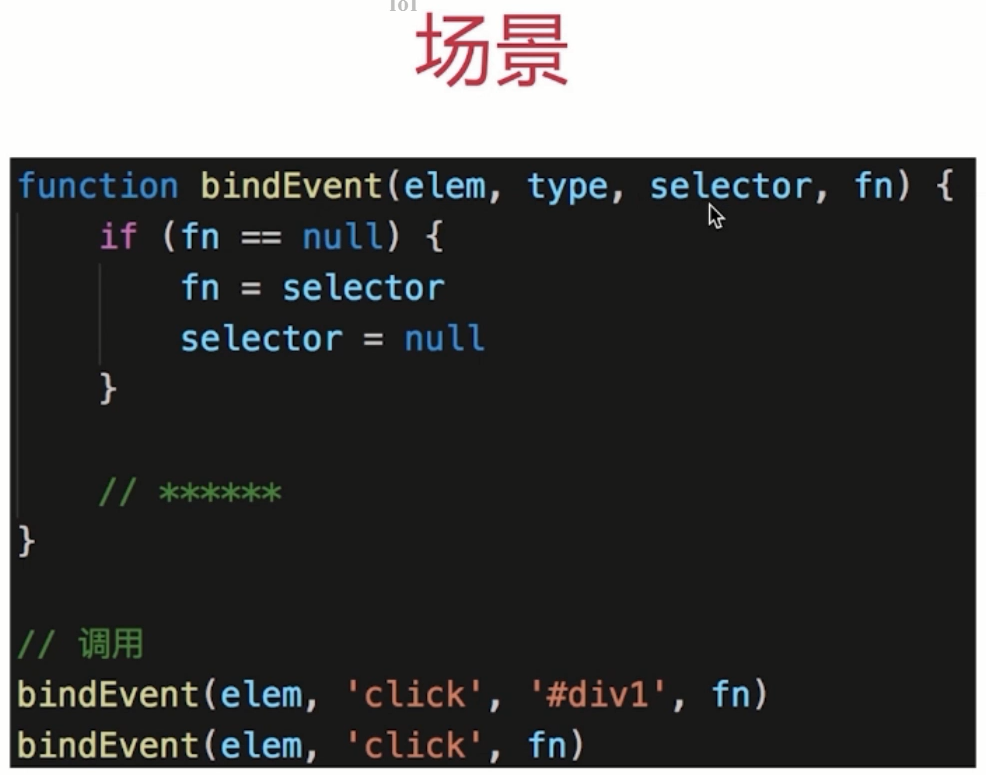 lol
场景
function bindEvent(elem, type, selector, fn) {
    if (fn == null) {
        fn = selector
        selector = null
    }

    // ******
}

// 调用
bindEvent(elem, 'click', '#div1', fn)
bindEvent(elem, 'click', fn)